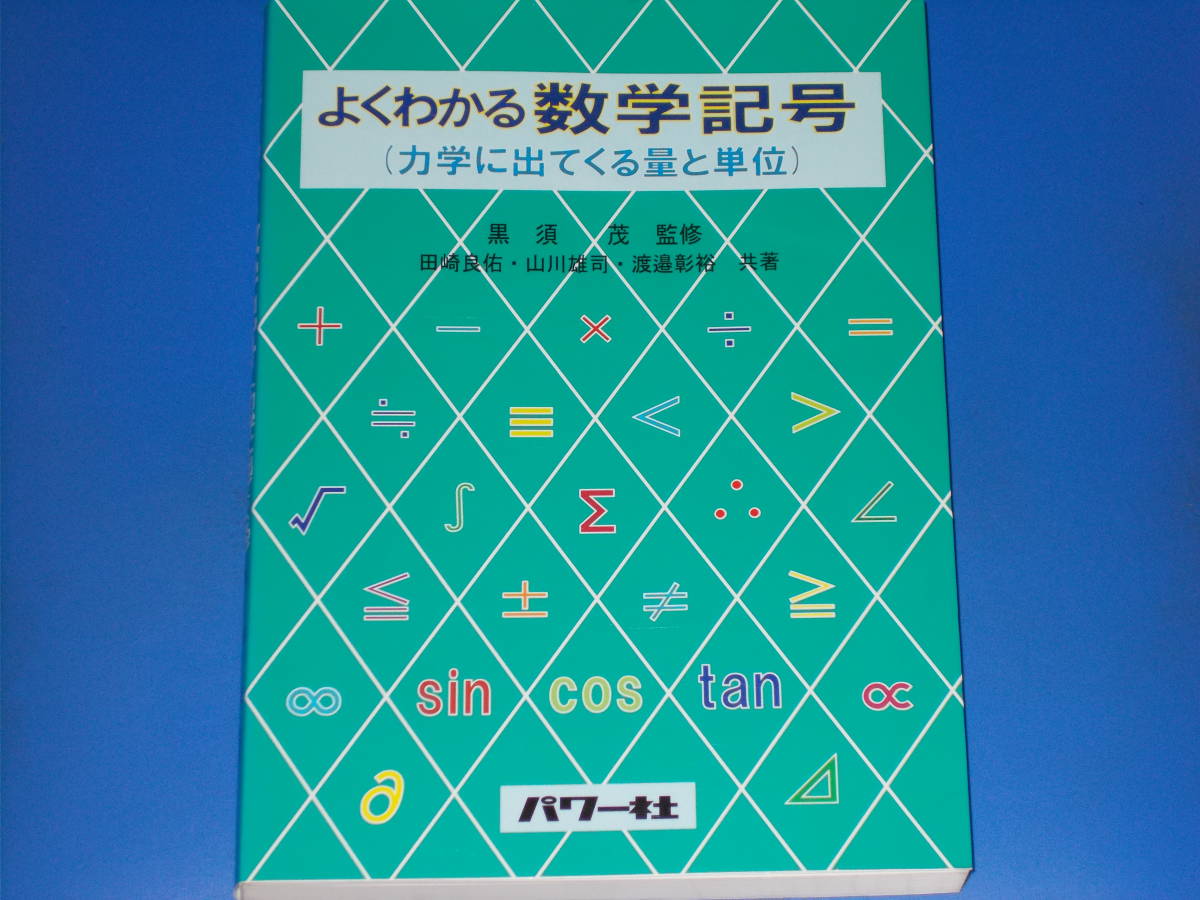 よくわかる数学記号
(力学に出てくる量と単位)
黒須 茂 監修
田崎良佑・山川雄司・渡邉彰裕 共著
+ − × ÷ =
≒ ≡ < >
√ ∫ Σ ∴ ∠
≦ ± ≠ ≧
∞ sin cos tan ∝
∂ ⊿
パワー社